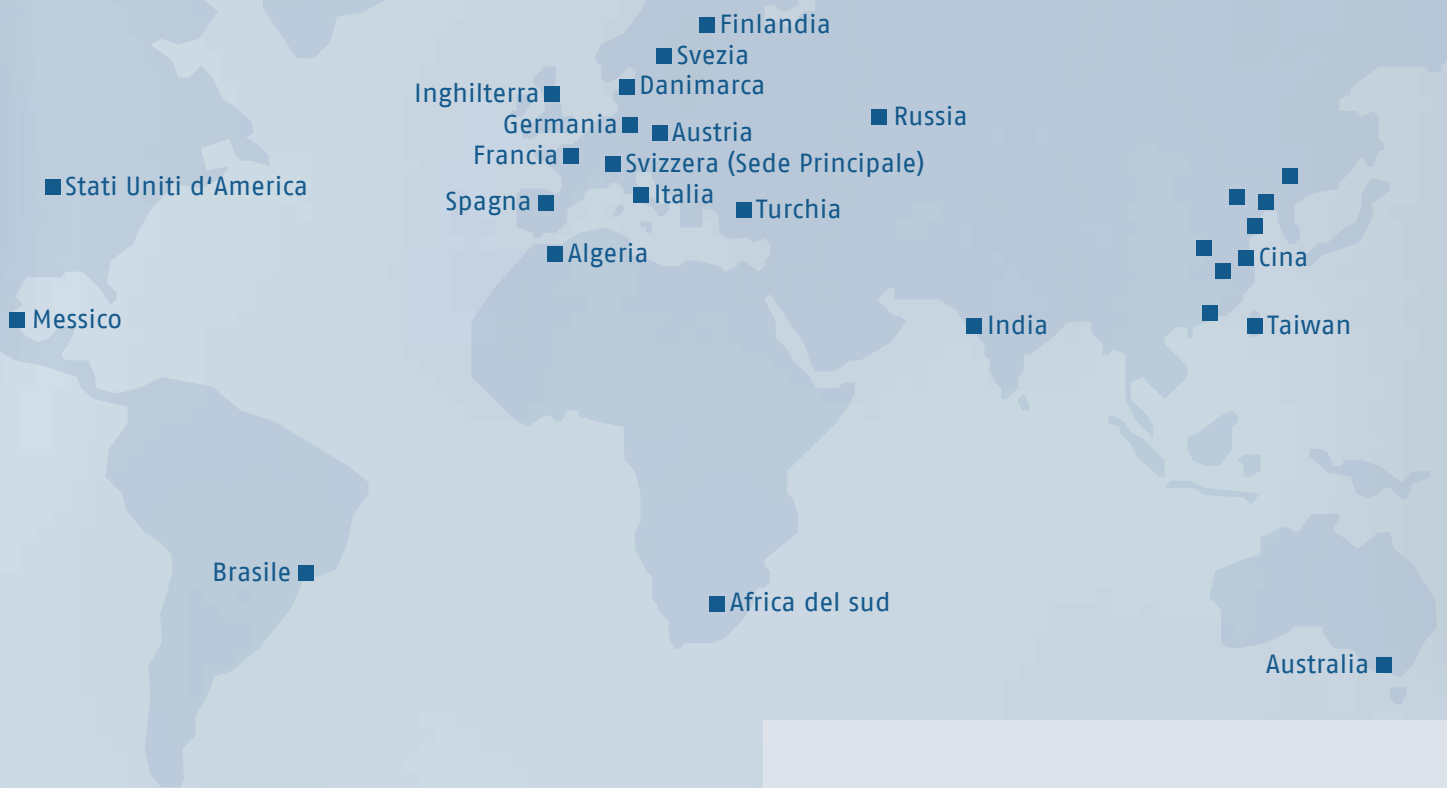 Finlandia
Svezia
Danimarca
Inghilterra
Russia
Germania
Austria
Francia
Svizzera (Sede Principale)
Stati Uniti d‘America
Italia
Spagna
Turchia
Algeria
Cina
Messico
India
Taiwan
Brasile
Africa del sud
Australia